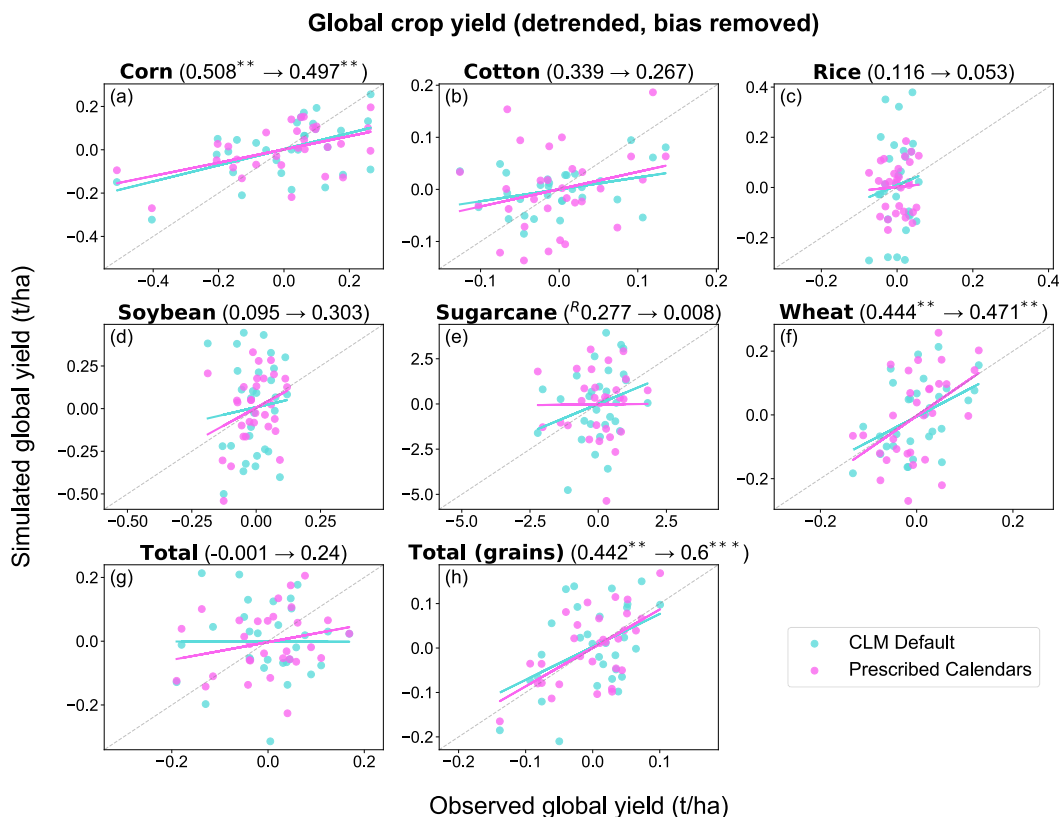 Global crop yield (detrended, bias removed)
Corn (0.508** → 0.497**)
Cotton (0.339 → 0.267)
Rice (0.116 → 0.053)
(a)
(b)
(c)
0.2
0.0
−0.2
−0.4
−0.4
−0.2
0.0
0.2
0.2
0.1
0.0
−0.1
−0.1
0.0
0.1
0.2
0.4
0.2
0.0
−0.2
−0.2
0.0
0.2
0.4
Soybean (0.095 → 0.303)
Sugarcane (ᴿ0.277 → 0.008)
Wheat (0.444** → 0.471**)
(d)
(e)
(f)
0.25
0.00
−0.25
−0.50
−0.50
−0.25
0.00
0.25
2.5
0.0
−2.5
−5.0
−5.0
−2.5
0.0
2.5
0.2
0.0
−0.2
−0.2
0.0
0.2
Total (-0.001 → 0.24)
Total (grains) (0.442** → 0.6***)
(g)
(h)
0.2
0.0
−0.2
−0.2
0.0
0.2
0.1
0.0
−0.1
−0.2
−0.2
−0.1
0.0
0.1
CLM Default
Prescribed Calendars
Simulated global yield (t/ha)
Observed global yield (t/ha)